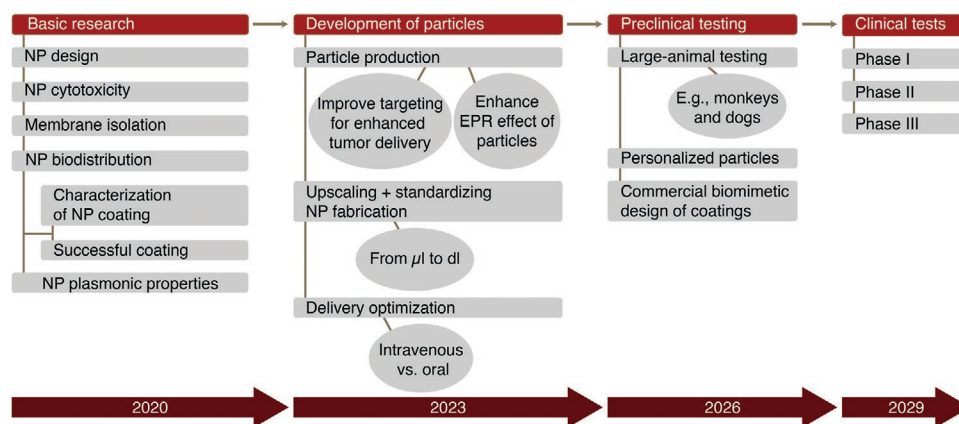 Basic research
NP design
NP cytotoxicity
Membrane isolation
NP biodistribution
Characterization
of NP coating
Successful coating
NP plasmonic properties
Development of particles
Particle production
Improve targeting
for enhanced
tumor delivery
Enhance
EPR effect of
particles
Upscaling + standardizing
NP fabrication
From µl to dl
Delivery optimization
Intravenous
vs. oral
Preclinical testing
Large-animal testing
E.g., monkeys
and dogs
Personalized particles
Commercial biomimetic
design of coatings
Clinical tests
Phase I
Phase II
Phase III
2020
2023
2026
2029